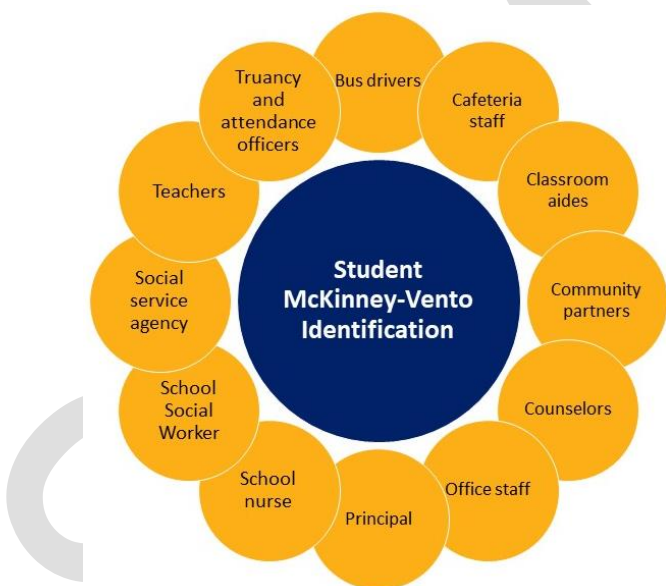 Student
McKinney-Vento
Identification
Bus drivers
Cafeteria
staff
Classroom
aides
Community
partners
Counselors
Office staff
Principal
School
nurse
School
Social
Worker
Social
service
agency
Teachers
Truancy
and
attendance
officers